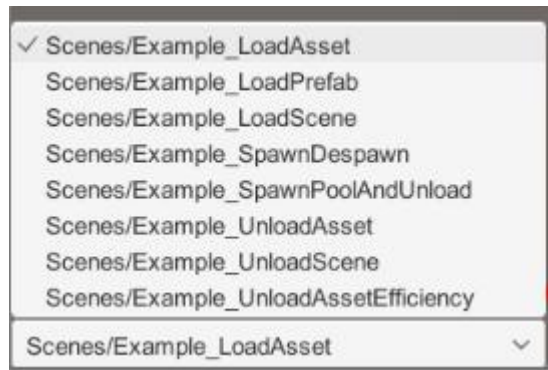 Scenes/Example_LoadAsset
Scenes/Example_LoadPrefab
Scenes/Example_LoadScene
Scenes/Example_SpawnDespawn
Scenes/Example_SpawnPoolAndUnload
Scenes/Example_UnloadAsset
Scenes/Example_UnloadScene
Scenes/Example_UnloadAssetEfficiency
Scenes/Example_LoadAsset